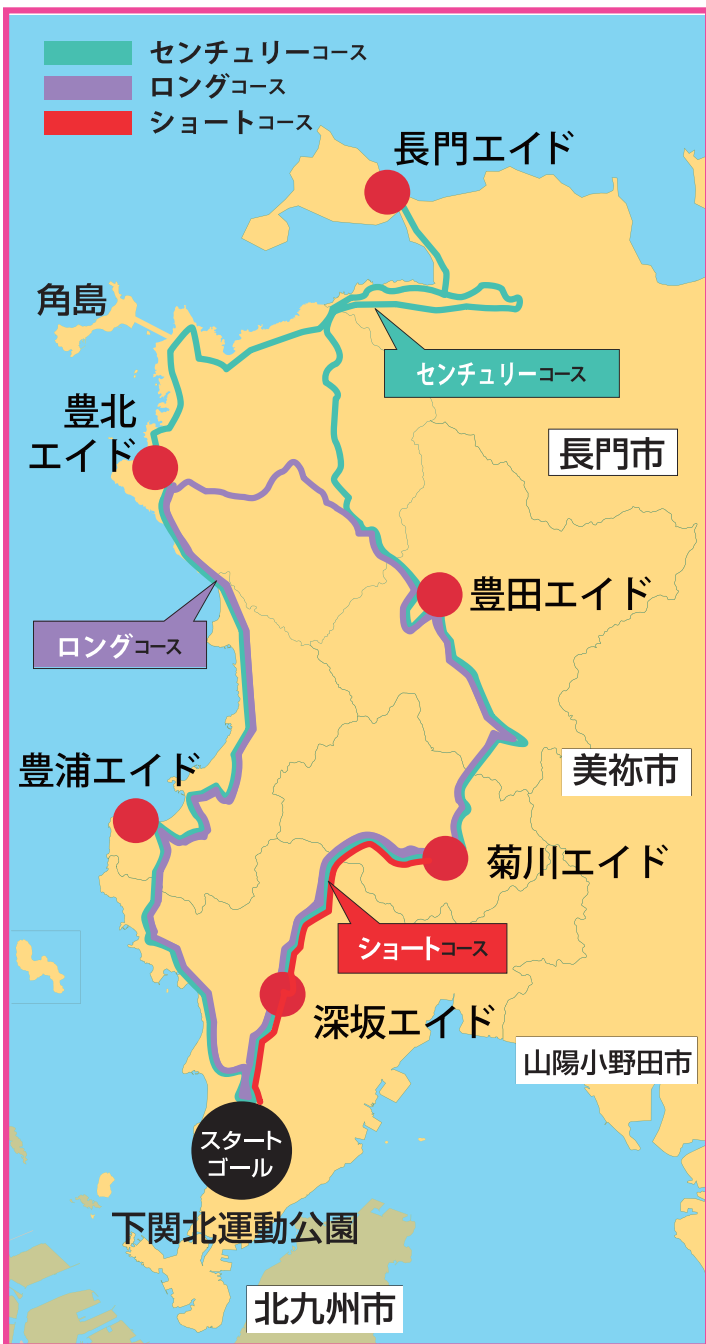 センチュリーコース
ロングコース
ショートコース
長門エイド
角島
センチュリーコース
豊北
エイド
長門市
豊田エイド
ロングコース
豊浦エイド
美祢市
菊川エイド
ショートコース
深坂エイド
山陽小野田市
スタート
ゴール
下関北運動公園
北九州市